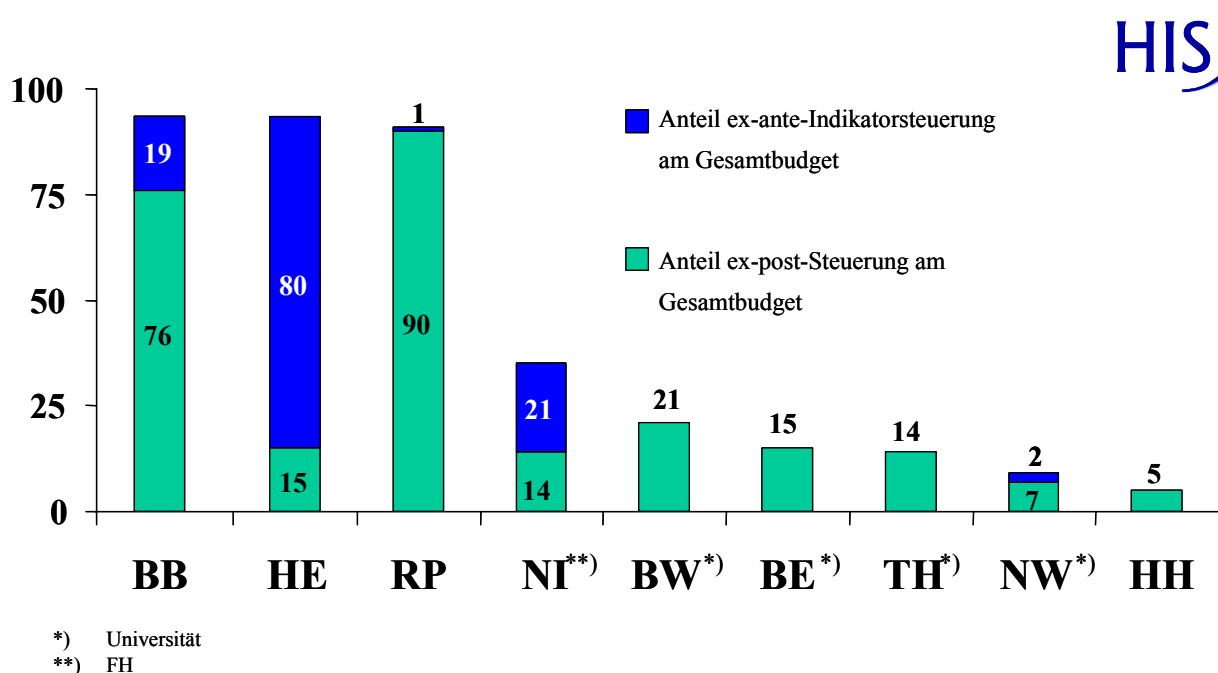 HIS
100
75
50
25
0
1
19
80
76
90
15
21
14
21
15
14
2
7
5
Anteil ex-ante-Indikatorsteuerung
am Gesamtbudget
Anteil ex-post-Steuerung am
Gesamtbudget
BB HE RP NI**) BW*) BE*) TH*) NW*) HH
*) Universität
**) FH